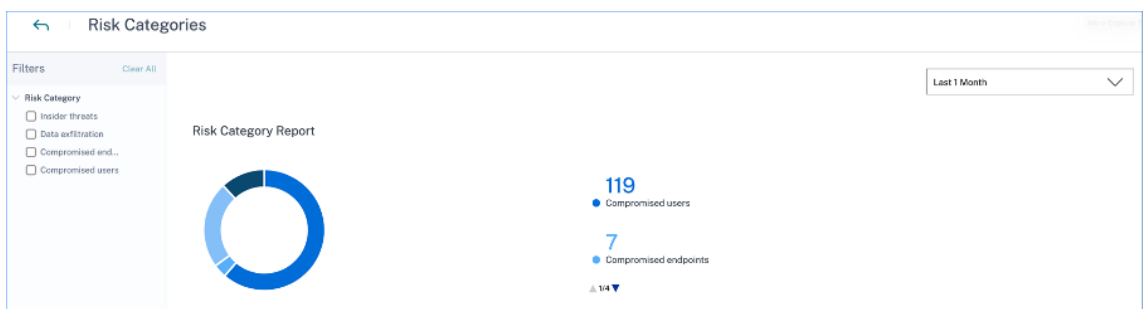 Risk Categories
Filters
Clear All
Last 1 Month
Risk Category
Insider threats
Data exfiltration
Compromised end...
Compromised users
Risk Category Report
119
Compromised users
7
Compromised endpoints
1/4